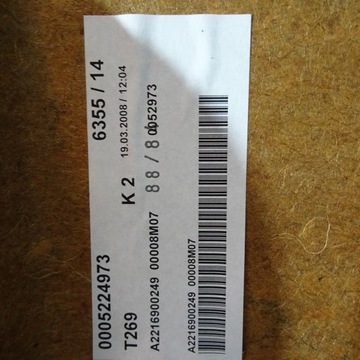 0005224973 6355 / 14
T269 K 2 19.03.2008 / 12:04
A2216900249 00008M07 88/8 0052973
A2216900249 00008M07